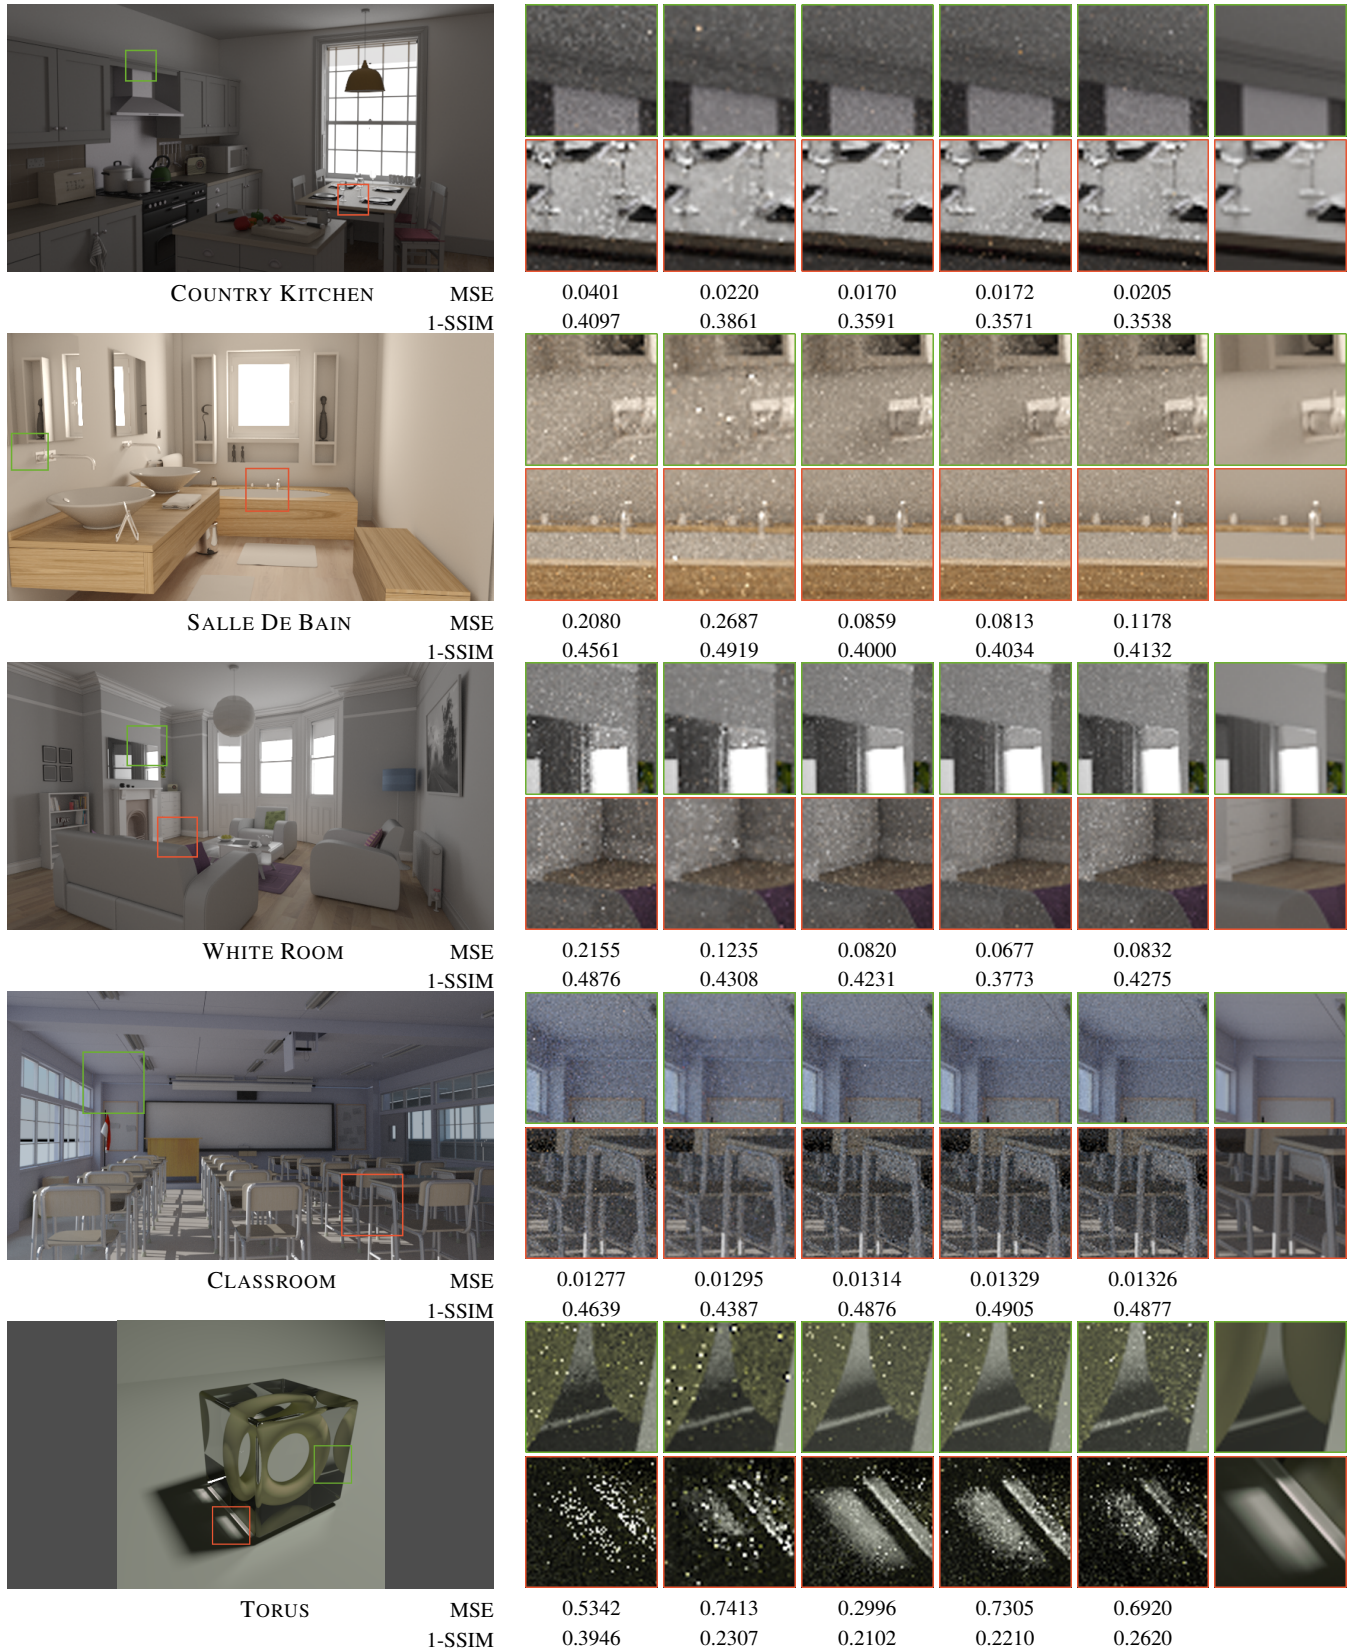 COUNTRY KITCHEN MSE 0.0401 0.0220 0.0170 0.0172 0.0205
1-SSIM 0.4097 0.3861 0.3591 0.3571 0.3538
SALLE DE BAIN MSE 0.2080 0.2687 0.0859 0.0813 0.1178
1-SSIM 0.4561 0.4919 0.4000 0.4034 0.4132
WHITE ROOM MSE 0.2155 0.1235 0.0820 0.0677 0.0832
1-SSIM 0.4876 0.4308 0.4231 0.3773 0.4275
CLASSROOM MSE 0.01277 0.01295 0.01314 0.01329 0.01326
1-SSIM 0.4639 0.4387 0.4876 0.4905 0.4877
TORUS MSE 0.5342 0.7413 0.2996 0.7305 0.6920
1-SSIM 0.3946 0.2307 0.2102 0.2210 0.2620